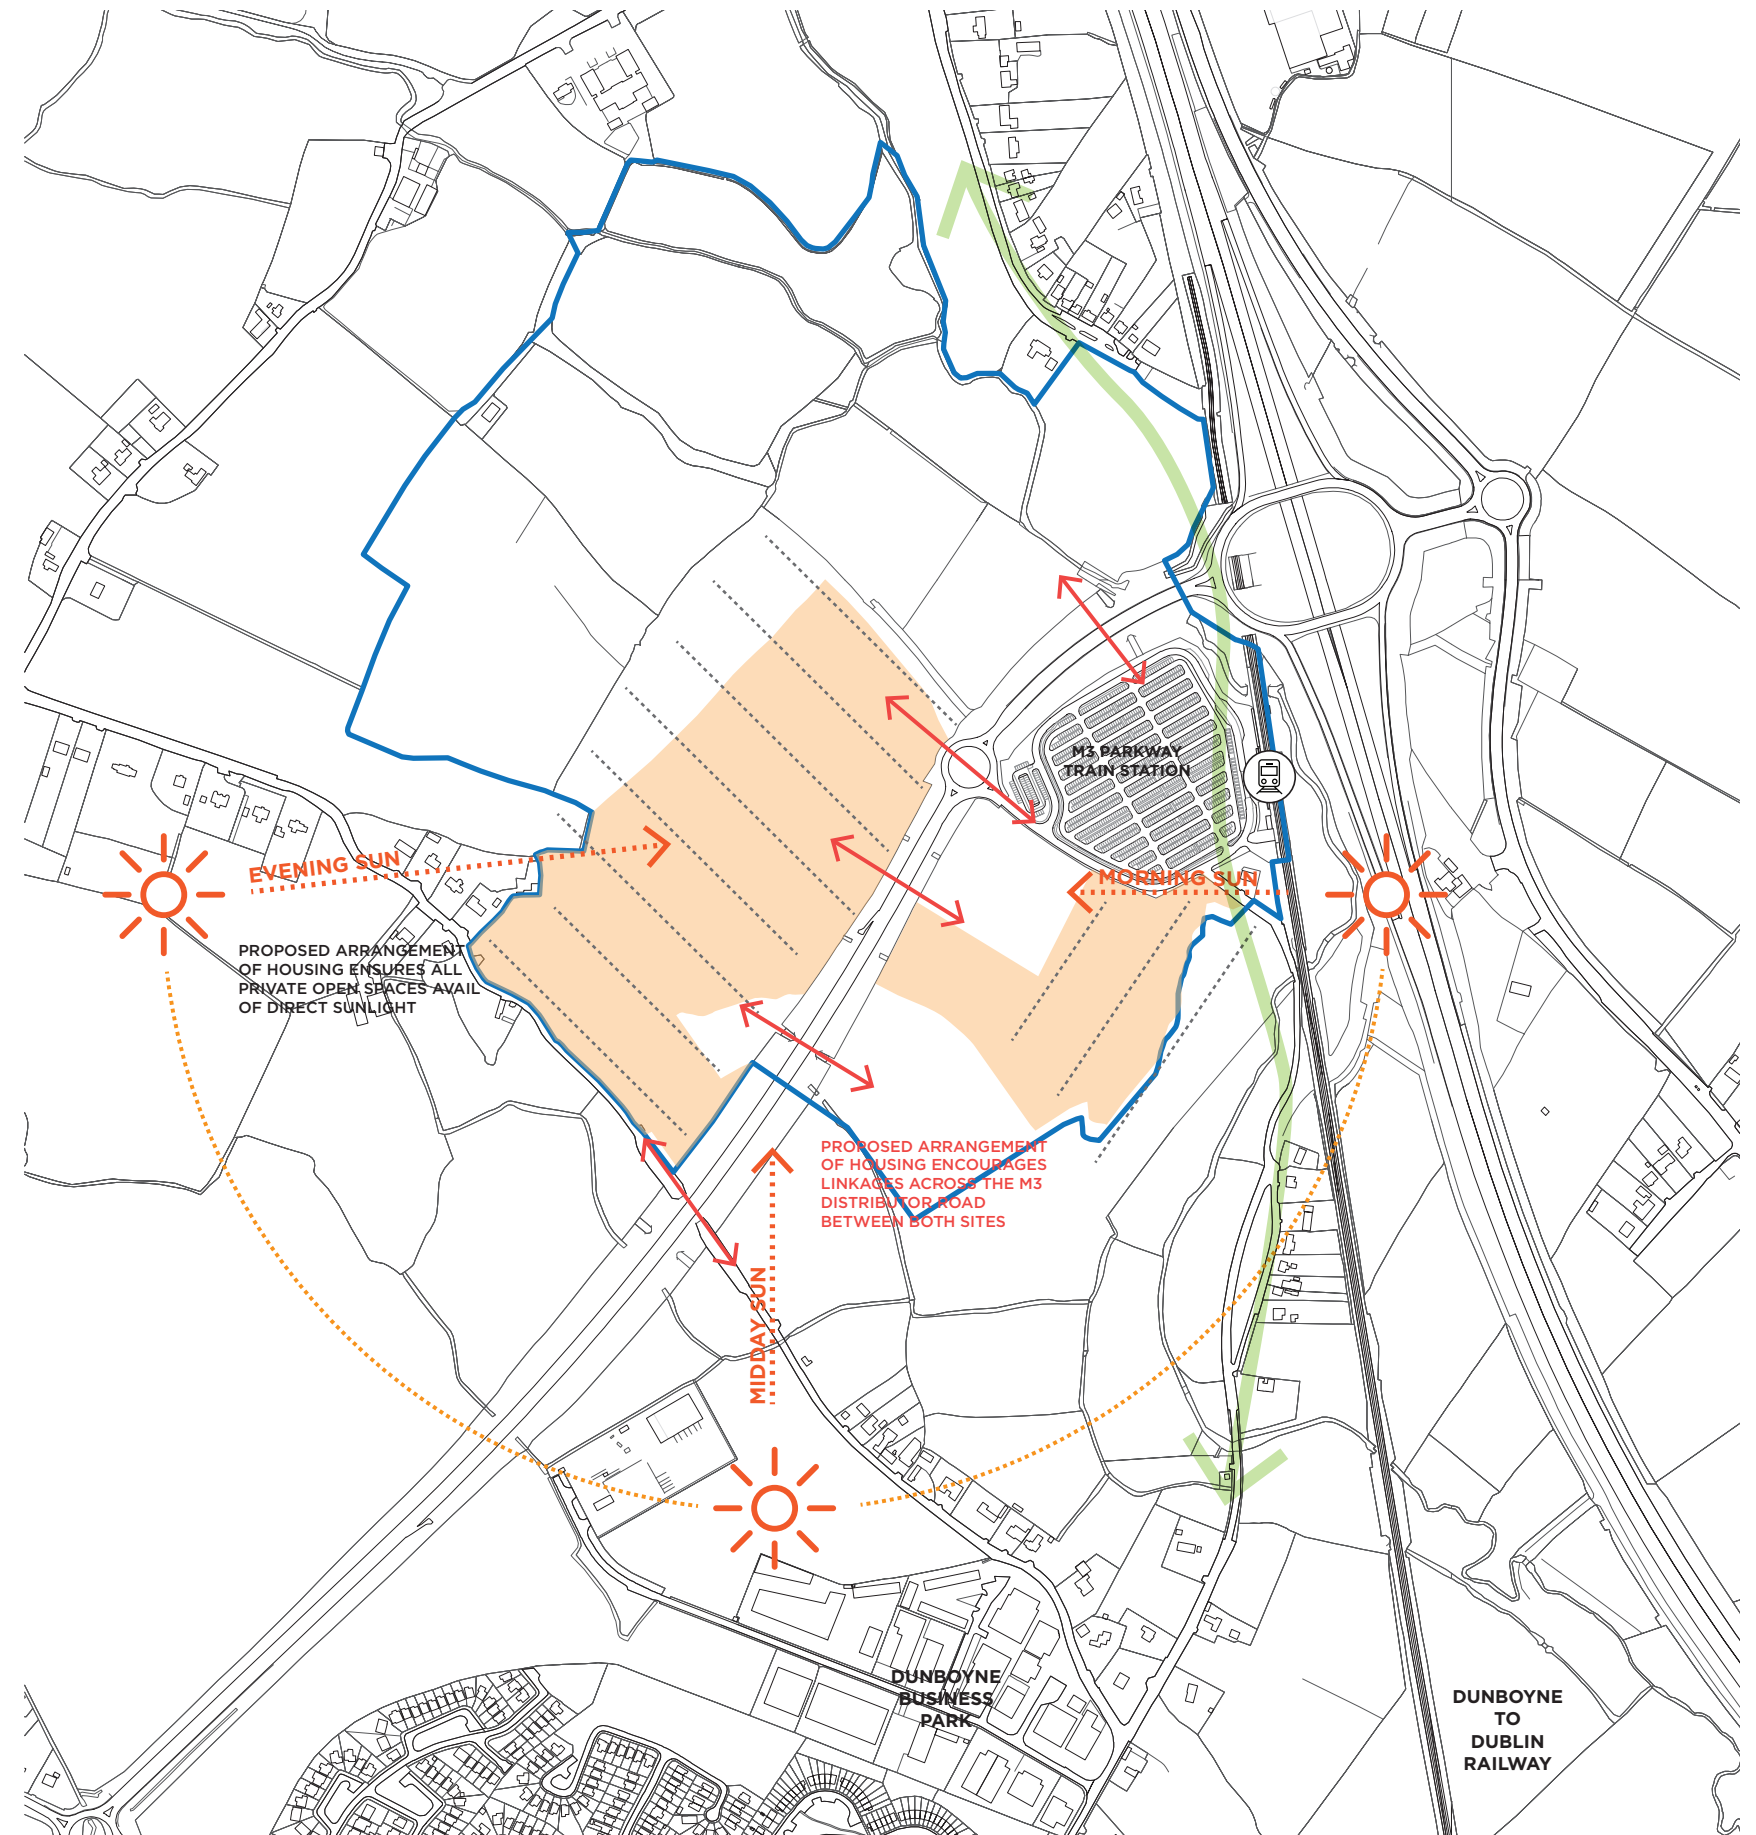 M3 PARKWAY
TRAIN STATION
EVENING SUN
MORNING SUN
PROPOSED ARRANGEMENT
OF HOUSING ENSURES ALL
PRIVATE OPEN SPACES AVAIL
OF DIRECT SUNLIGHT
PROPOSED ARRANGEMENT
OF HOUSING ENCOURAGES
LINKAGES ACROSS THE M3
DISTRIBUTOR ROAD
BETWEEN BOTH SITES
MIDDAY SUN
DUNBOYNE
BUSINESS
PARK
DUNBOYNE
TO
DUBLIN
RAILWAY